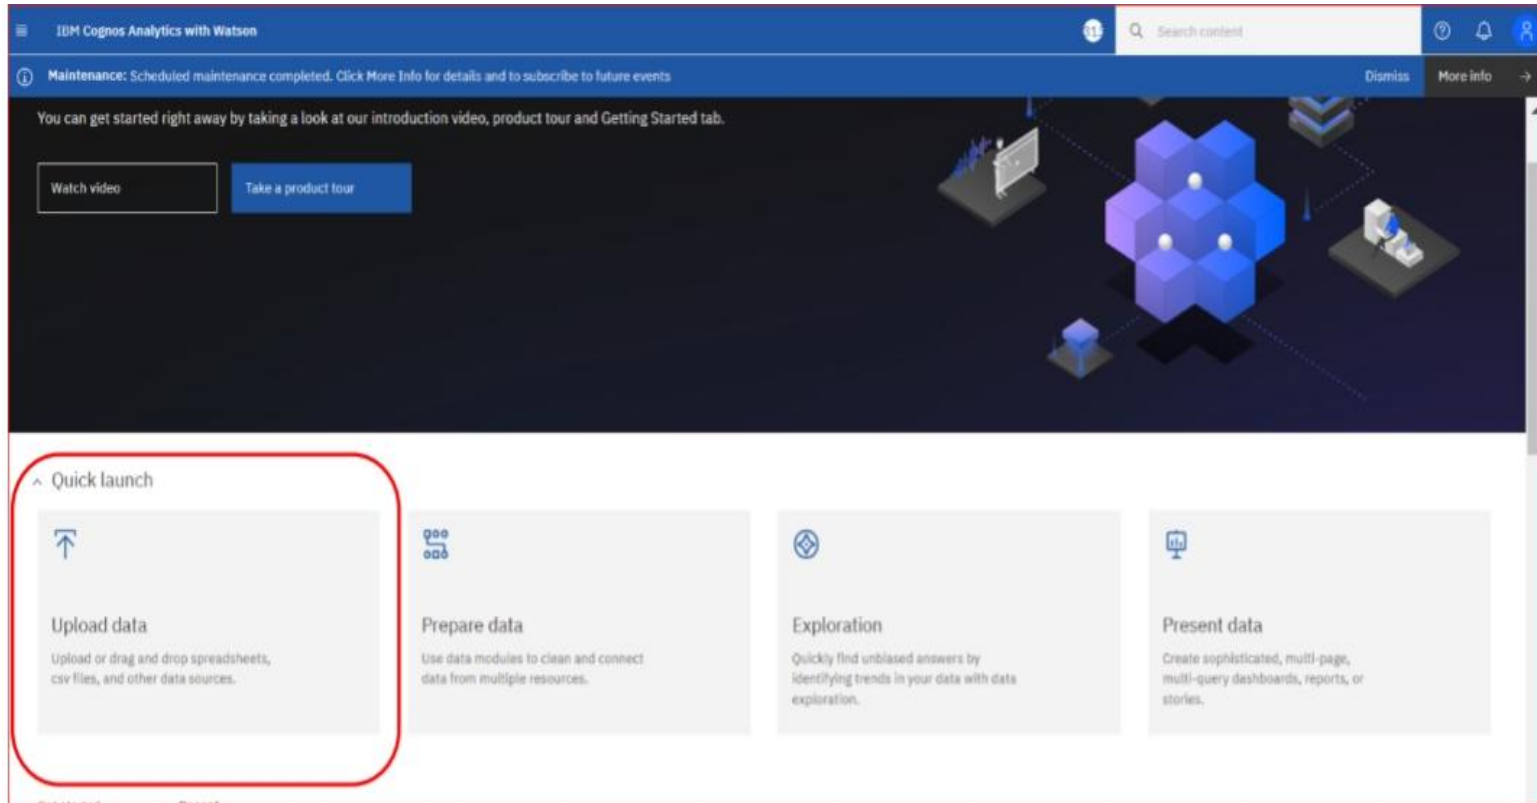 IBM Cognos Analytics with Watson
Search content
Maintenance: Scheduled maintenance completed. Click More Info for details and to subscribe to future events
Dismiss
More info
You can get started right away by taking a look at our introduction video, product tour and Getting Started tab.
Watch video
Take a product tour
Quick launch
Upload data
Upload or drag and drop spreadsheets,
csv files, and other data sources.
Prepare data
Use data modules to clean and connect
data from multiple resources.
Exploration
Quickly find unbiased answers by
identifying trends in your data with data
exploration.
Present data
Create sophisticated, multi-page,
multi-query dashboards, reports, or
stories.